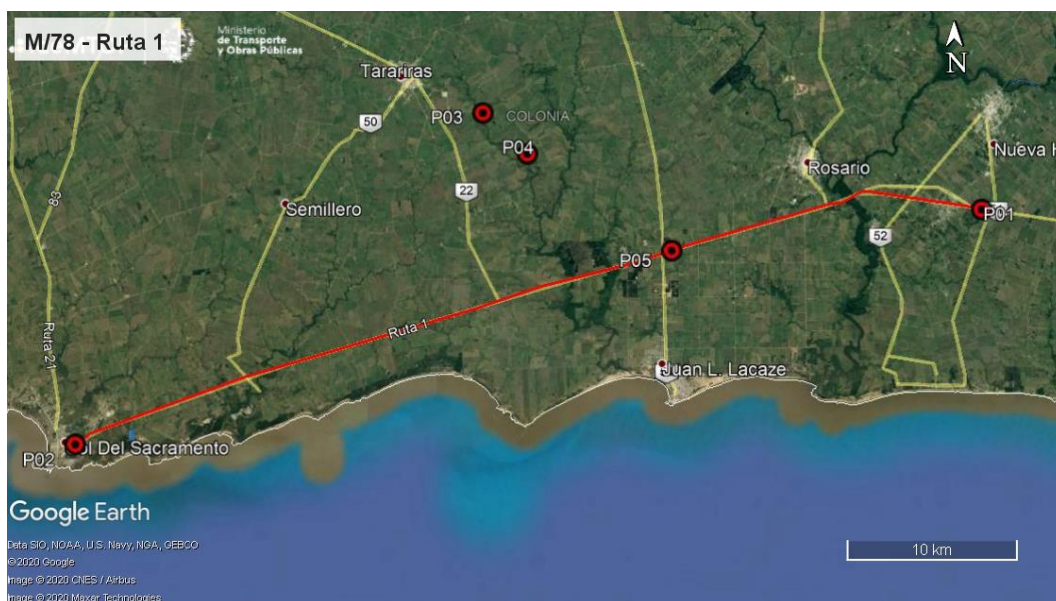 M/78 - Ruta 1
Ministerio
de Transporte
y Obras Públicas
N
Tarariras
50
P03
COLONIA
P04
Nueva H
Rosario
83
22
Semillero
P01
52
P05
Ruta 1
Ruta 21
Juan L. Lacaze
ol Del Sacramento
P02
Google Earth
Data SIO, NOAA, U.S. Navy, NGA, GEBCO
©2020 Google
Image © 2020 CNES / Airbus
Image © 2020 Maxar Technologies
10 km